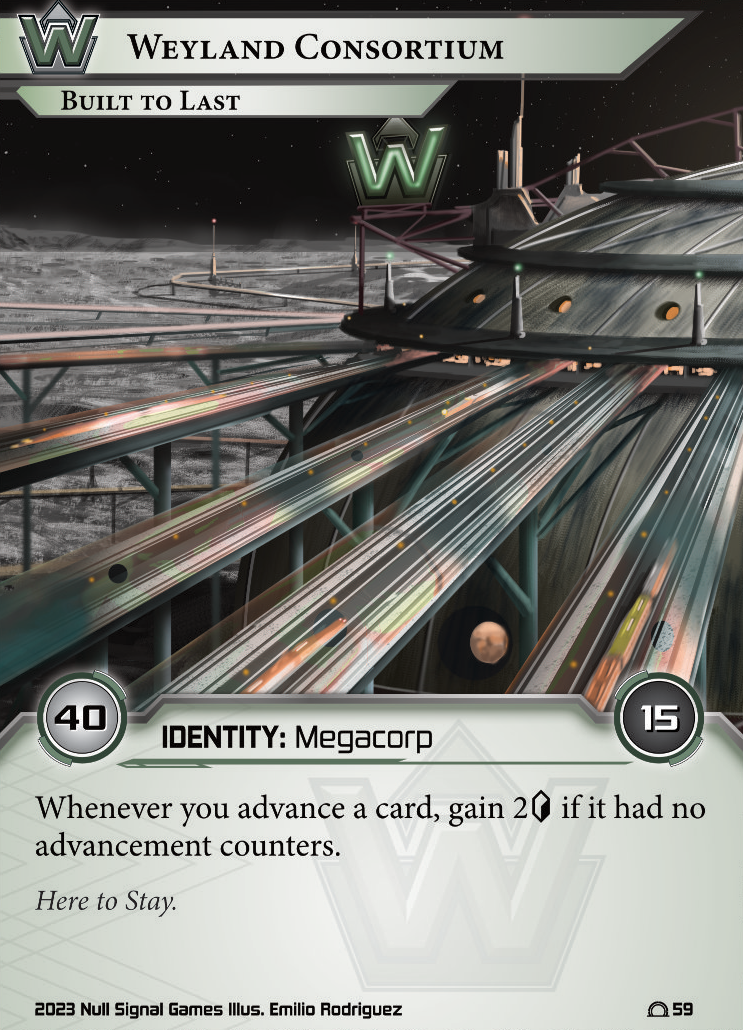 W
Weyland Consortium
Built to Last
W
40
IDENTITY: Megacorp
15
Whenever you advance a card, gain 2 if it had no
advancement counters.
Here to Stay.
2023 Null Signal Games Illus. Emilio Rodriguez
59